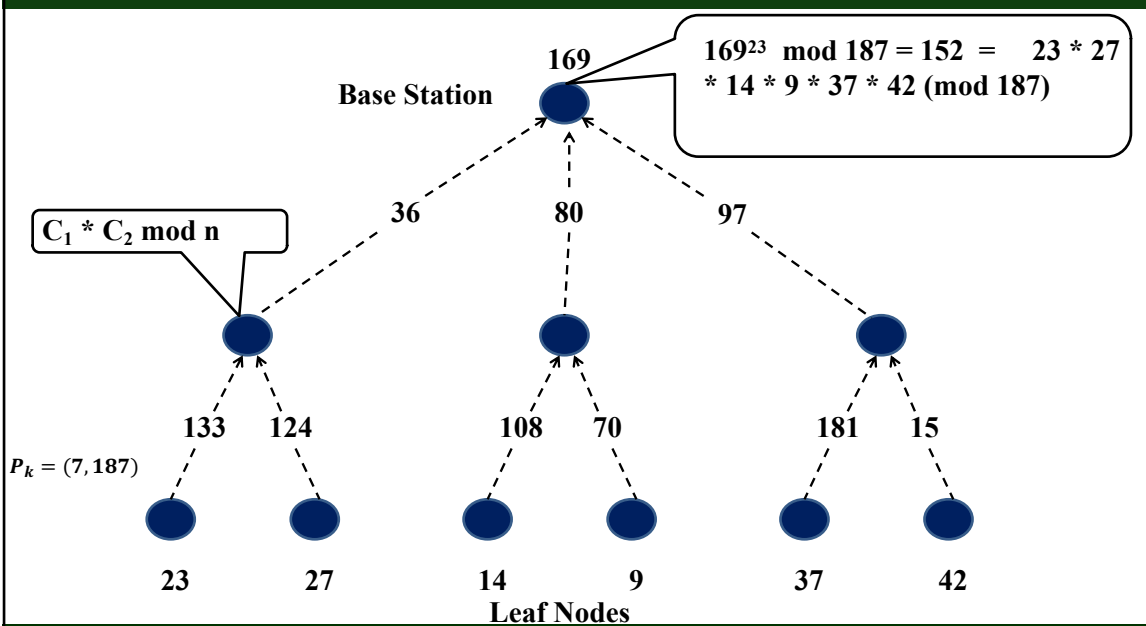 169
Base Station
169²³ mod 187 = 152 = 23 * 27
* 14 * 9 * 37 * 42 (mod 187)
36
80
97
C₁ * C₂ mod n
133
124
108
70
181
15
𝑷𝒌 = (𝟕, 𝟏𝟖𝟕)
23
27
14
9
37
42
Leaf Nodes